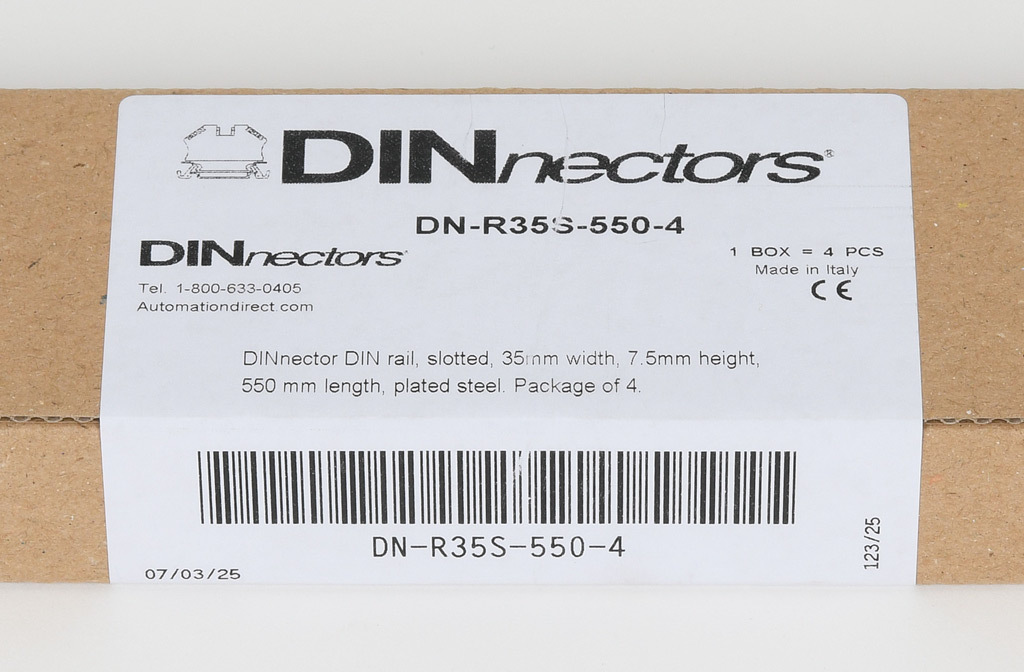 DINnectors®
DN-R35S-550-4
DINnectors
Tel. 1-800-633-0405
Automationdirect.com
1 BOX = 4 PCS
Made in Italy
CE
DINnector DIN rail, slotted, 35mm width, 7.5mm height,
550 mm length, plated steel. Package of 4.
DN-R35S-550-4
07/03/25
123/25